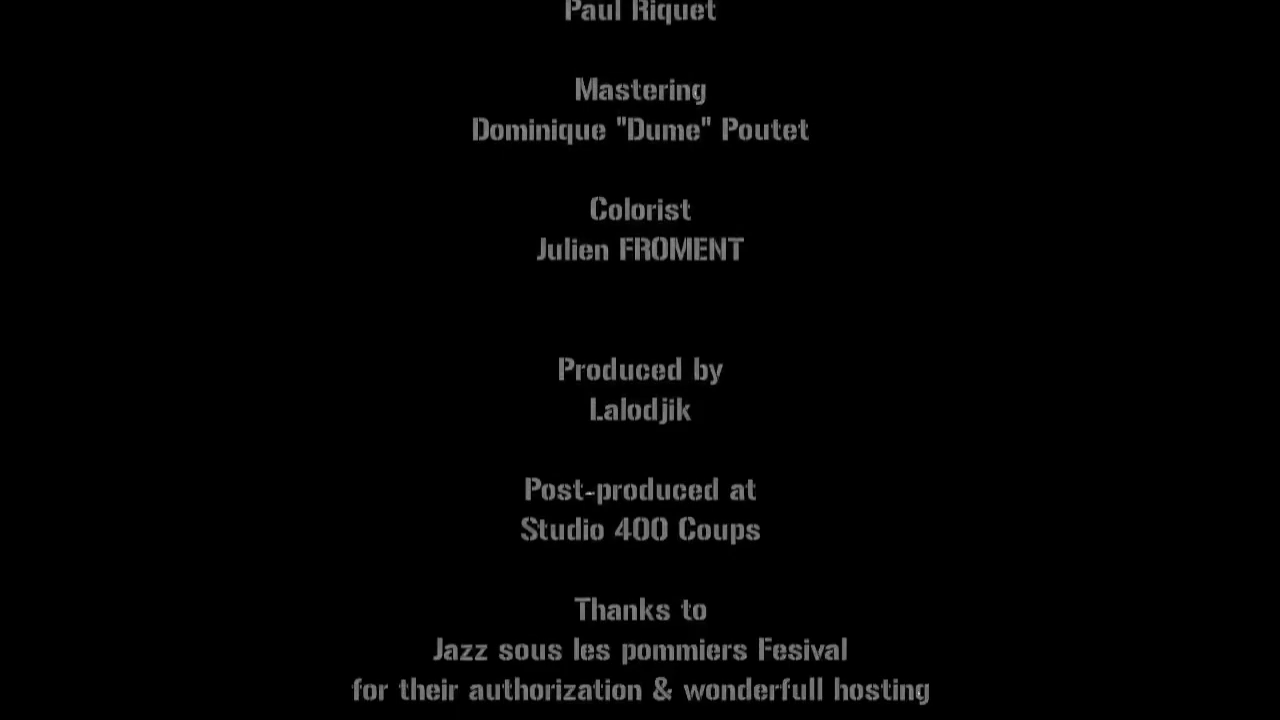 Paul Riquet
Mastering
Dominique "Dume" Poutet
Colorist
Julien FROMENT
Produced by
Lalodjik
Post-produced at
Studio 400 Coups
Thanks to
Jazz sous les pommiers Fesival
for their authorization & wonderfull hosting